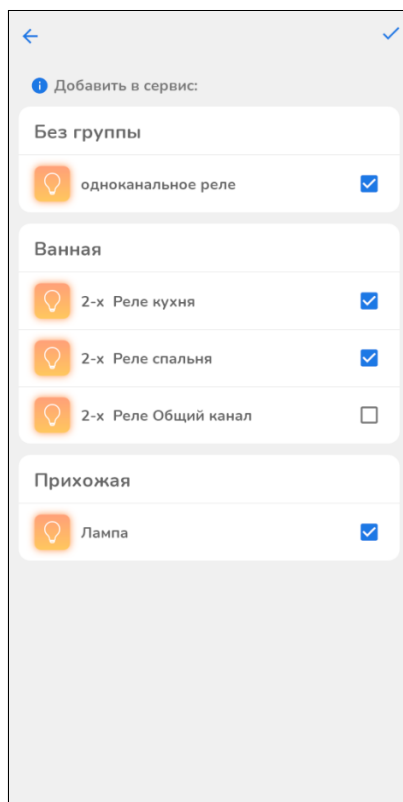 Добавить в сервис:
Без группы
одноканальное реле
Ванная
2-х Реле кухня
2-х Реле спальня
2-х Реле Общий канал
Прихожая
Лампа